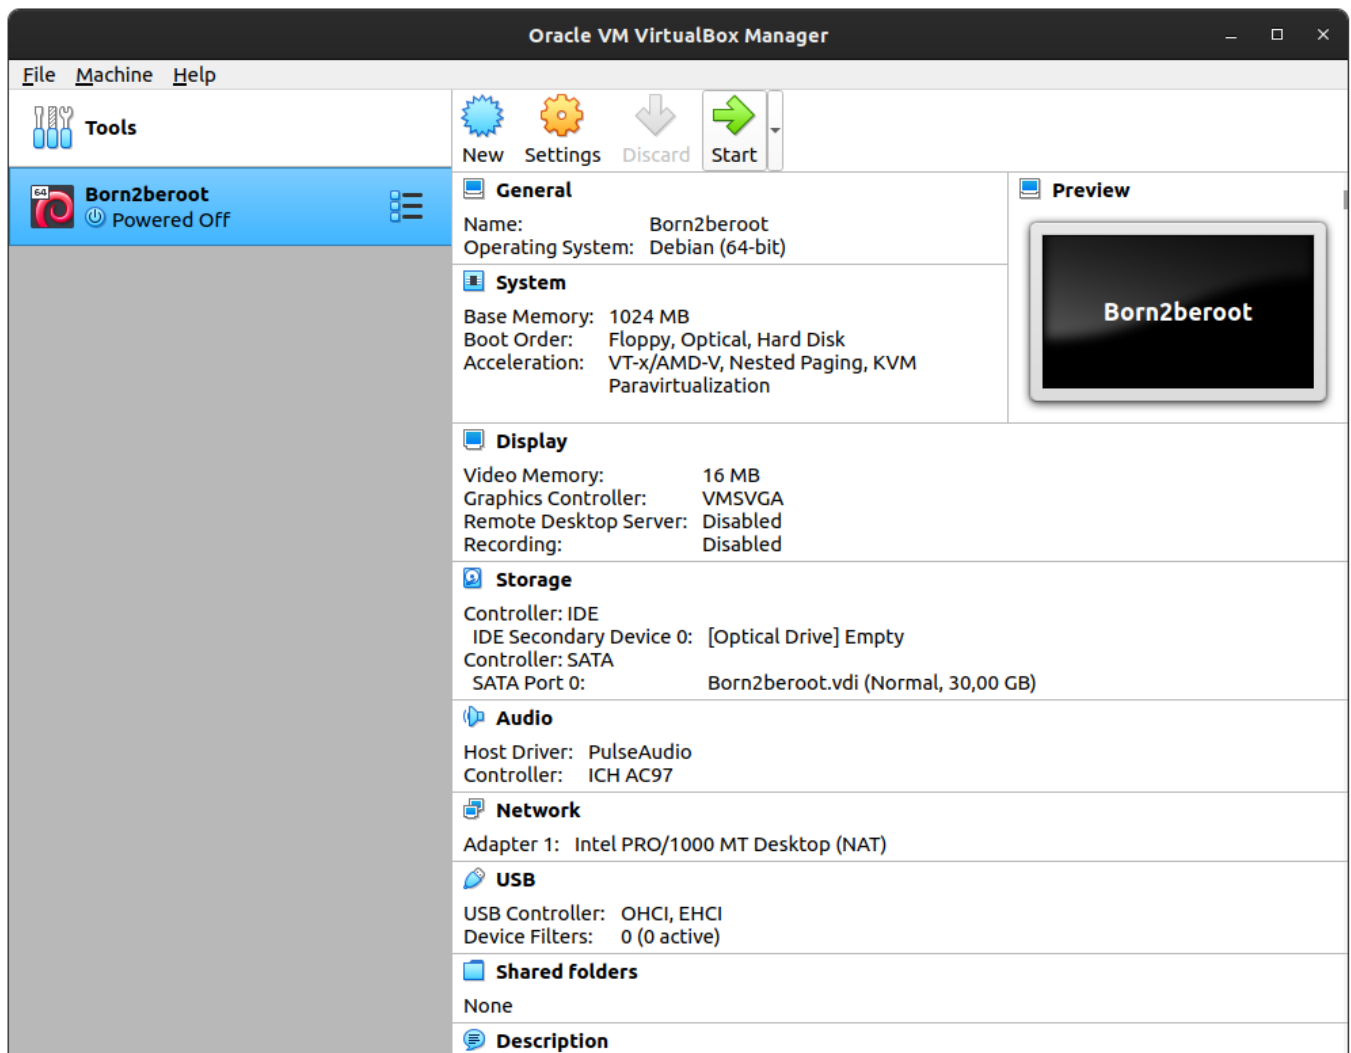 Oracle VM VirtualBox Manager
File Machine Help
Tools
New Settings Discard Start
64
Born2beroot
Powered Off
General
Name: Born2beroot
Operating System: Debian (64-bit)
Preview
Born2beroot
System
Base Memory: 1024 MB
Boot Order: Floppy, Optical, Hard Disk
Acceleration: VT-x/AMD-V, Nested Paging, KVM
Paravirtualization
Display
Video Memory: 16 MB
Graphics Controller: VMSVGA
Remote Desktop Server: Disabled
Recording: Disabled
Storage
Controller: IDE
IDE Secondary Device 0: [Optical Drive] Empty
Controller: SATA
SATA Port 0: Born2beroot.vdi (Normal, 30,00 GB)
Audio
Host Driver: PulseAudio
Controller: ICH AC97
Network
Adapter 1: Intel PRO/1000 MT Desktop (NAT)
USB
USB Controller: OHCI, EHCI
Device Filters: 0 (0 active)
Shared folders
None
Description